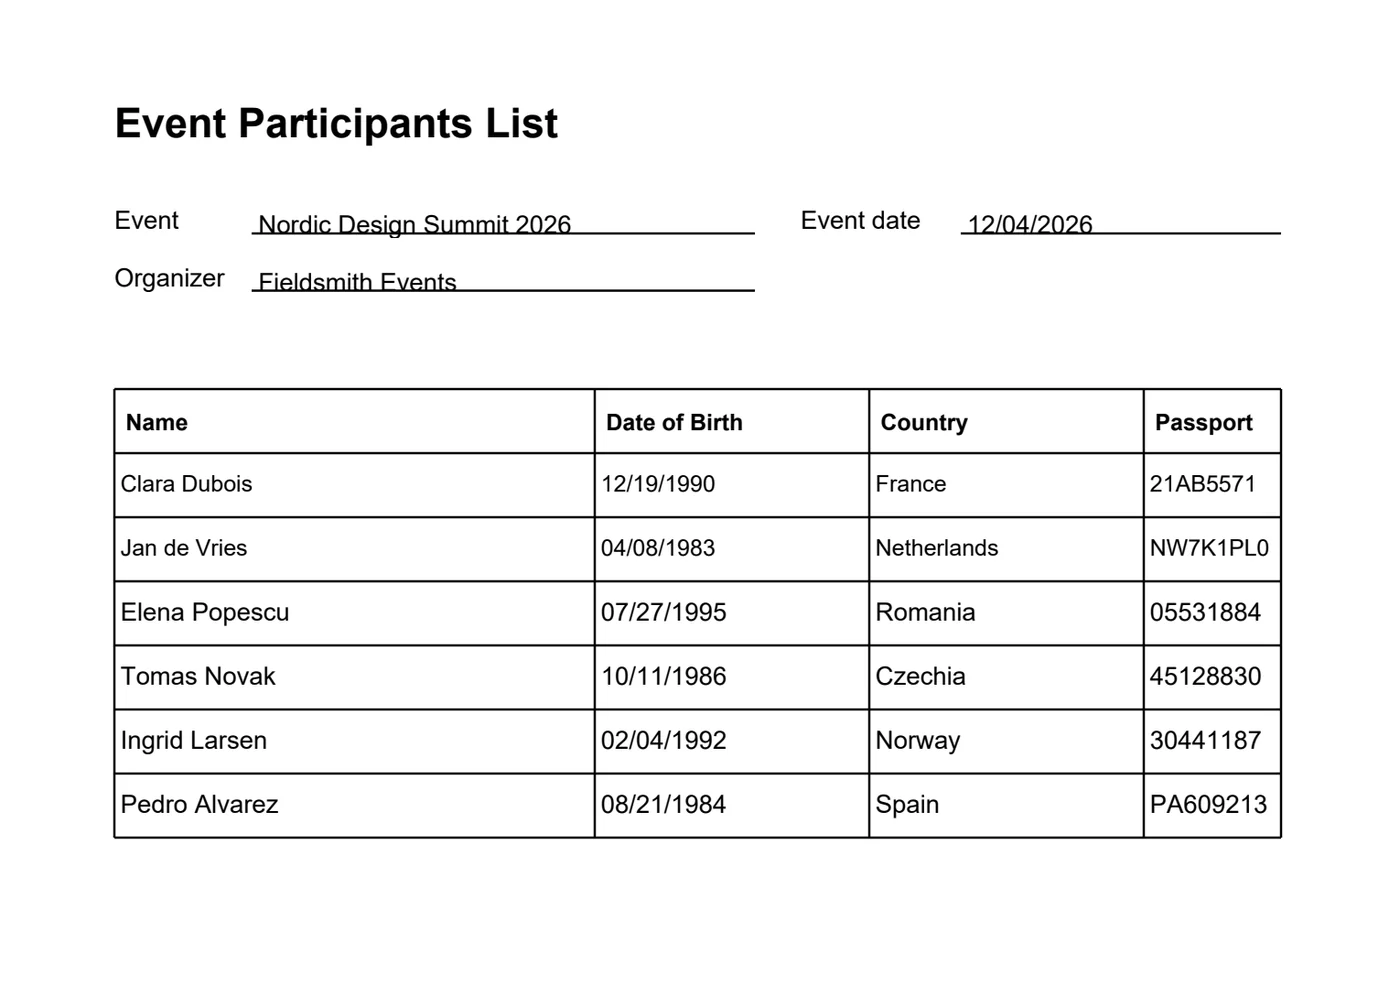 Event Participants List
Event Nordic Design Summit 2026 Event date 12/04/2026
Organizer Fieldsmith Events
Name Date of Birth Country Passport
Clara Dubois 12/19/1990 France 21AB5571
Jan de Vries 04/08/1983 Netherlands NW7K1PL0
Elena Popescu 07/27/1995 Romania 05531884
Tomas Novak 10/11/1986 Czechia 45128830
Ingrid Larsen 02/04/1992 Norway 30441187
Pedro Alvarez 08/21/1984 Spain PA609213